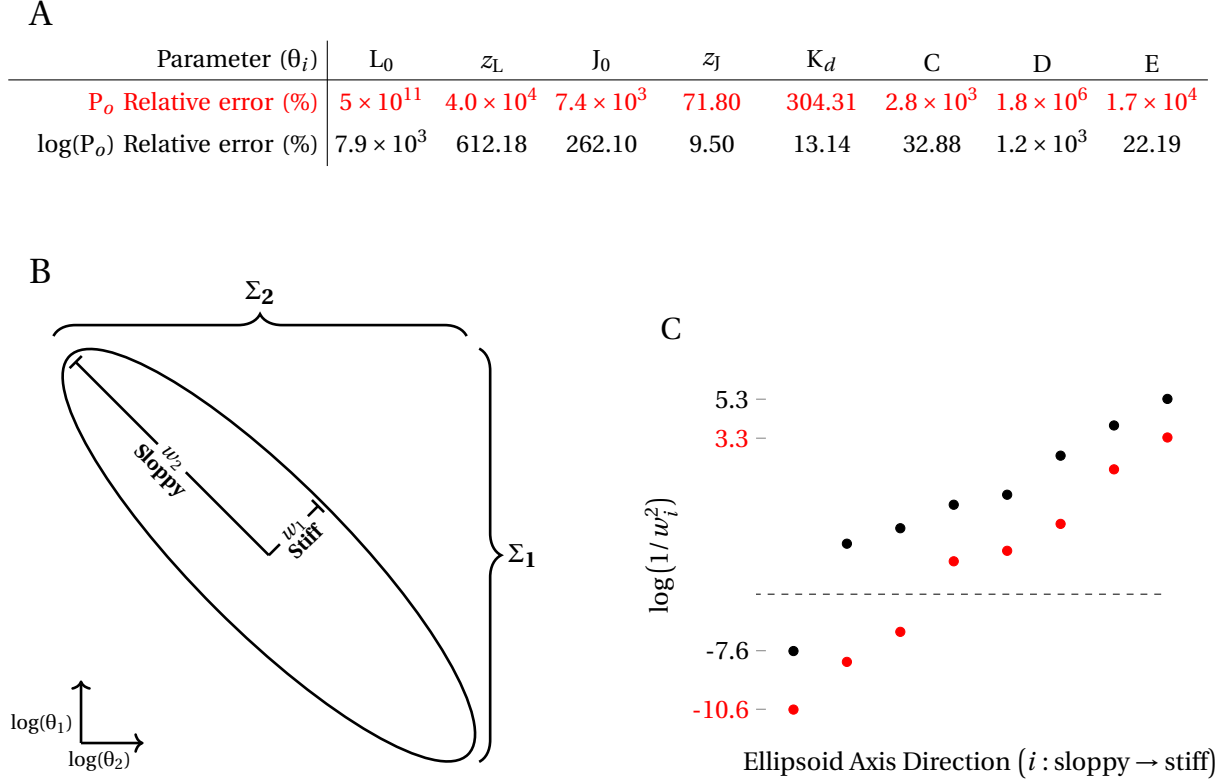 A
Parameter (θi) L0 zL J0 zJ Kd C D E
Po Relative error (%) 5 × 10^11 4.0 × 10^4 7.4 × 10^3 71.80 304.31 2.8 × 10^3 1.8 × 10^6 1.7 × 10^4
log(Po) Relative error (%) 7.9 × 10^3 612.18 262.10 9.50 13.14 32.88 1.2 × 10^3 22.19
B
Σ2
w2
Sloppy
w1
Stiff
Σ1
log(θ1)
log(θ2)
C
5.3
3.3
log(1/w_i^2)
-7.6
-10.6
Ellipsoid Axis Direction (i : sloppy → stiff)